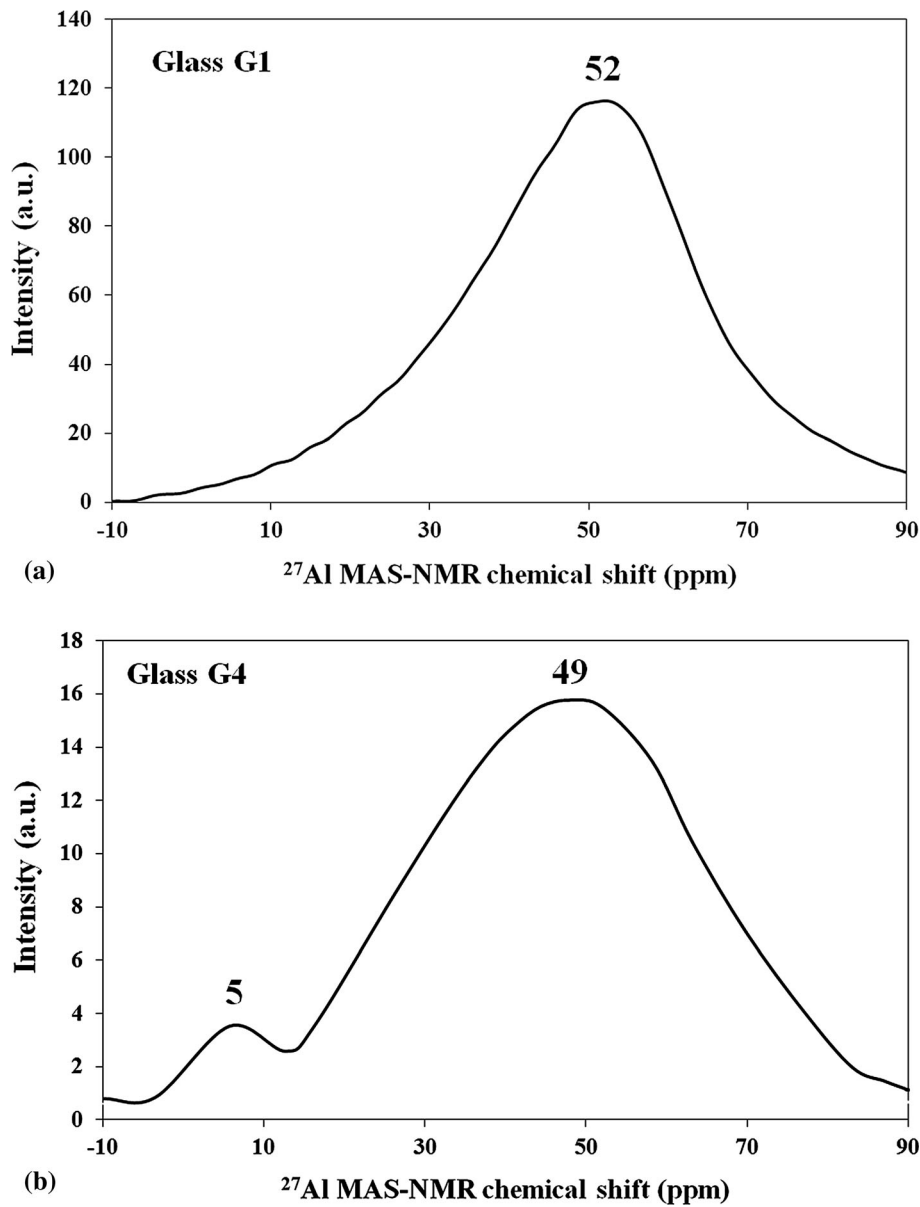 140
120
100
80
60
40
20
0
Intensity (a.u.)
Glass G1
52
-10 10 30 50 70 90
(a)
²⁷Al MAS-NMR chemical shift (ppm)
18
16
14
12
10
8
6
4
2
0
Intensity (a.u.)
Glass G4
49
5
-10 10 30 50 70 90
(b)
²⁷Al MAS-NMR chemical shift (ppm)